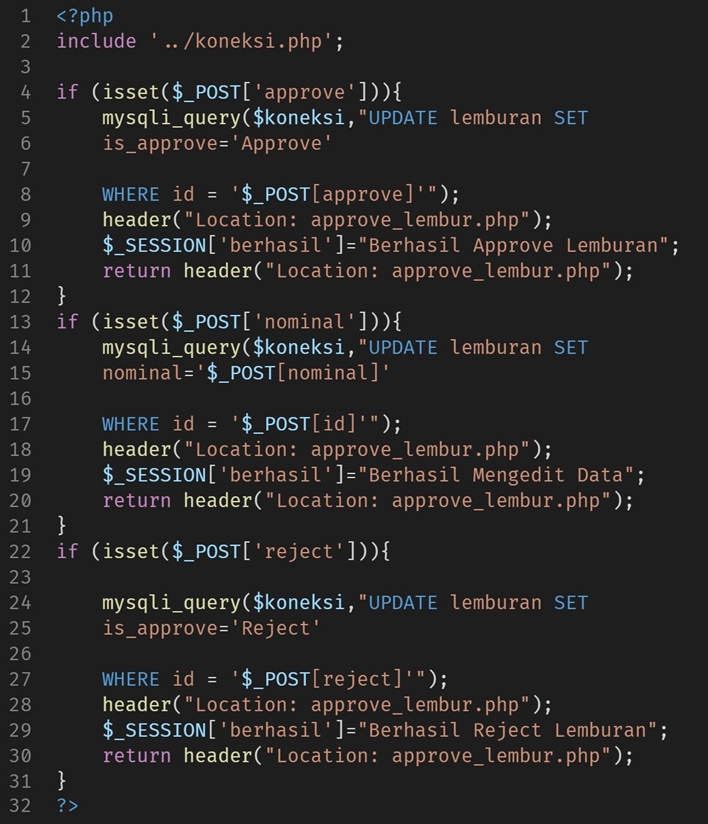 1 <?php
2 include '../koneksi.php';
3
4 if (isset($_POST['approve'])){
5     mysqli_query($koneksi,"UPDATE lemburan SET
6     is_approve='Approve'
7
8     WHERE id = '$_POST[approve]'");
9     header("Location: approve_lembur.php");
10     $_SESSION['berhasil']="Berhasil Approve Lemburan";
11     return header("Location: approve_lembur.php");
12 }
13 if (isset($_POST['nominal'])){
14     mysqli_query($koneksi,"UPDATE lemburan SET
15     nominal='$_POST[nominal]'
16
17     WHERE id = '$_POST[id]'");
18     header("Location: approve_lembur.php");
19     $_SESSION['berhasil']="Berhasil Mengedit Data";
20     return header("Location: approve_lembur.php");
21 }
22 if (isset($_POST['reject'])){
23
24     mysqli_query($koneksi,"UPDATE lemburan SET
25     is_approve='Reject'
26
27     WHERE id = '$_POST[reject]'");
28     header("Location: approve_lembur.php");
29     $_SESSION['berhasil']="Berhasil Reject Lemburan";
30     return header("Location: approve_lembur.php");
31 }
32 ?>